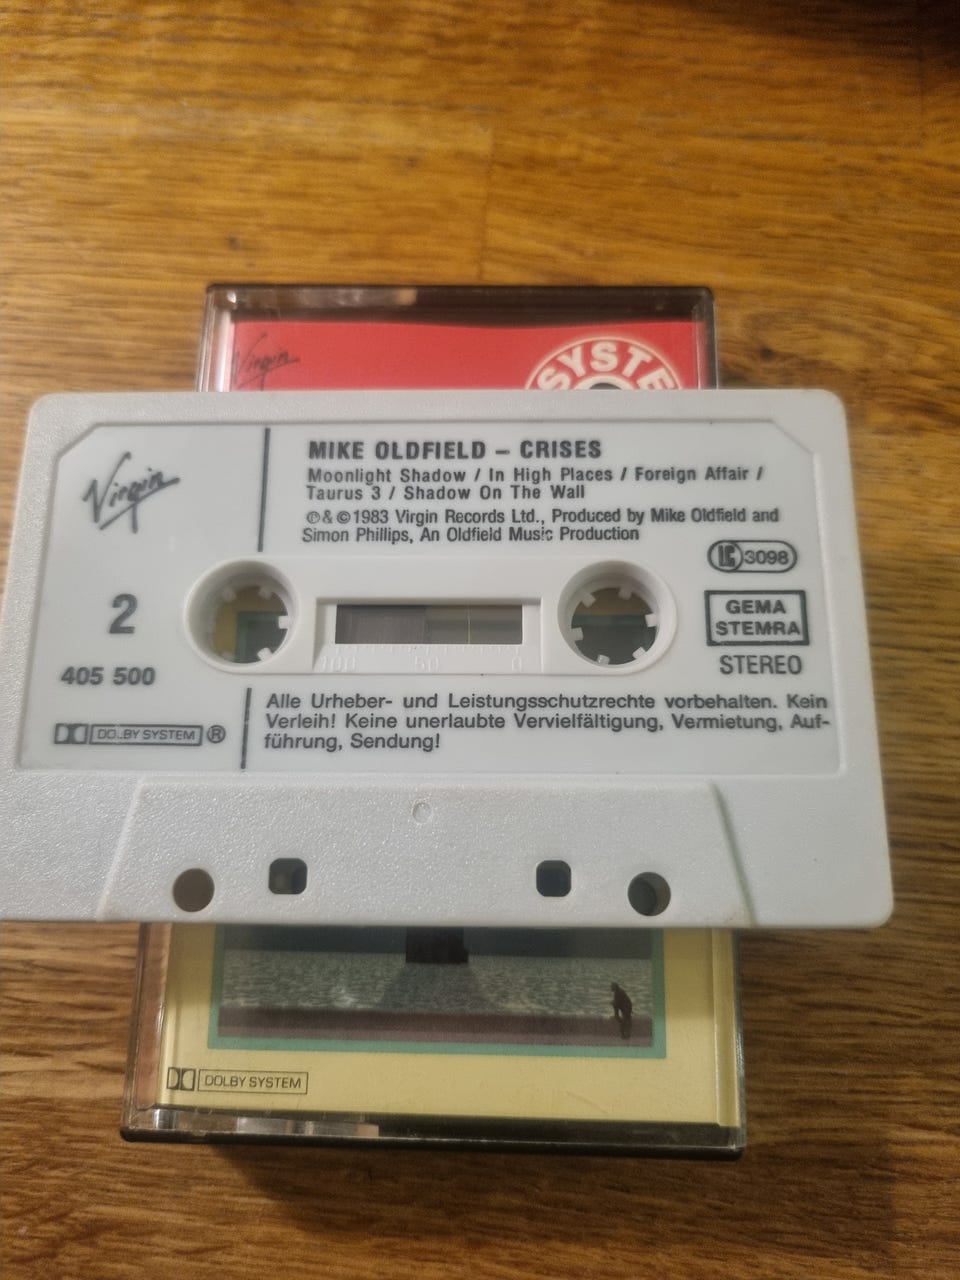 Virgin
SYSTE
Virgin
MIKE OLDFIELD – CRISES
Moonlight Shadow / In High Places / Foreign Affair /
Taurus 3 / Shadow On The Wall
℗&©1983 Virgin Records Ltd., Produced by Mike Oldfield and
Simon Phillips, An Oldfield Music Production
LC 3098
2
GEMA
STEMRA
100 50 0
STEREO
405 500
Alle Urheber- und Leistungsschutzrechte vorbehalten. Kein
Verleih! Keine unerlaubte Vervielfältigung, Vermietung, Auf-
führung, Sendung!
DOLBY SYSTEM ®
DOLBY SYSTEM